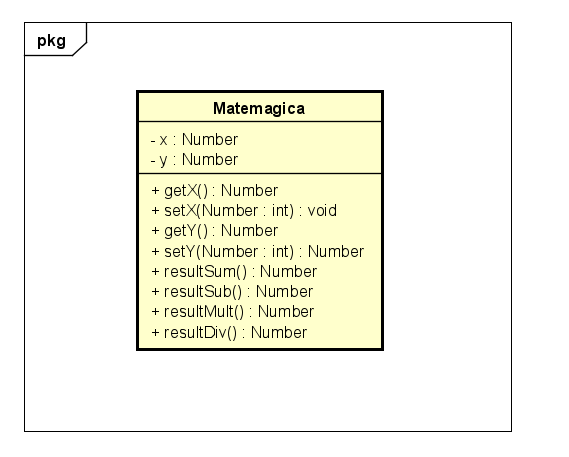 pkg
Matemagica
- x : Number
- y : Number
+ getX() : Number
+ setX(Number : int) : void
+ getY() : Number
+ setY(Number : int) : Number
+ resultSum() : Number
+ resultSub() : Number
+ resultMult() : Number
+ resultDiv() : Number